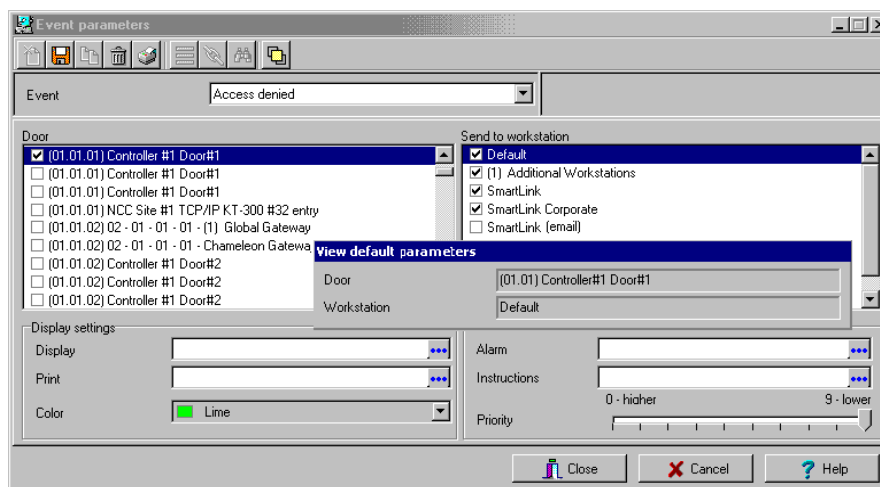 Event parameters
Event
Access denied
Door
(01.01.01) Controller #1 Door#1
(01.01.01) Controller #1 Door#1
(01.01.01) Controller #1 Door#1
(01.01.01) NCC Site #1 TCP/IP KT-300 #32 entry
(01.01.02) 02 - 01 - 01 - 01 - (1) Global Gateway
(01.01.02) 02 - 01 - 01 - 01 - Chameleon Gatewa
(01.01.02) Controller #1 Door#2
(01.01.02) Controller #1 Door#2
(01.01.02) Controller #1 Door#2
Send to workstation
Default
(1) Additional Workstations
SmartLink
SmartLink Corporate
SmartLink (email)
View default parameters
Door
(01.01) Controller#1 Door#1
Workstation
Default
Display settings
Display
Print
Color
Lime
Alarm
Instructions
0 - higher
9 - lower
Priority
Close
Cancel
Help